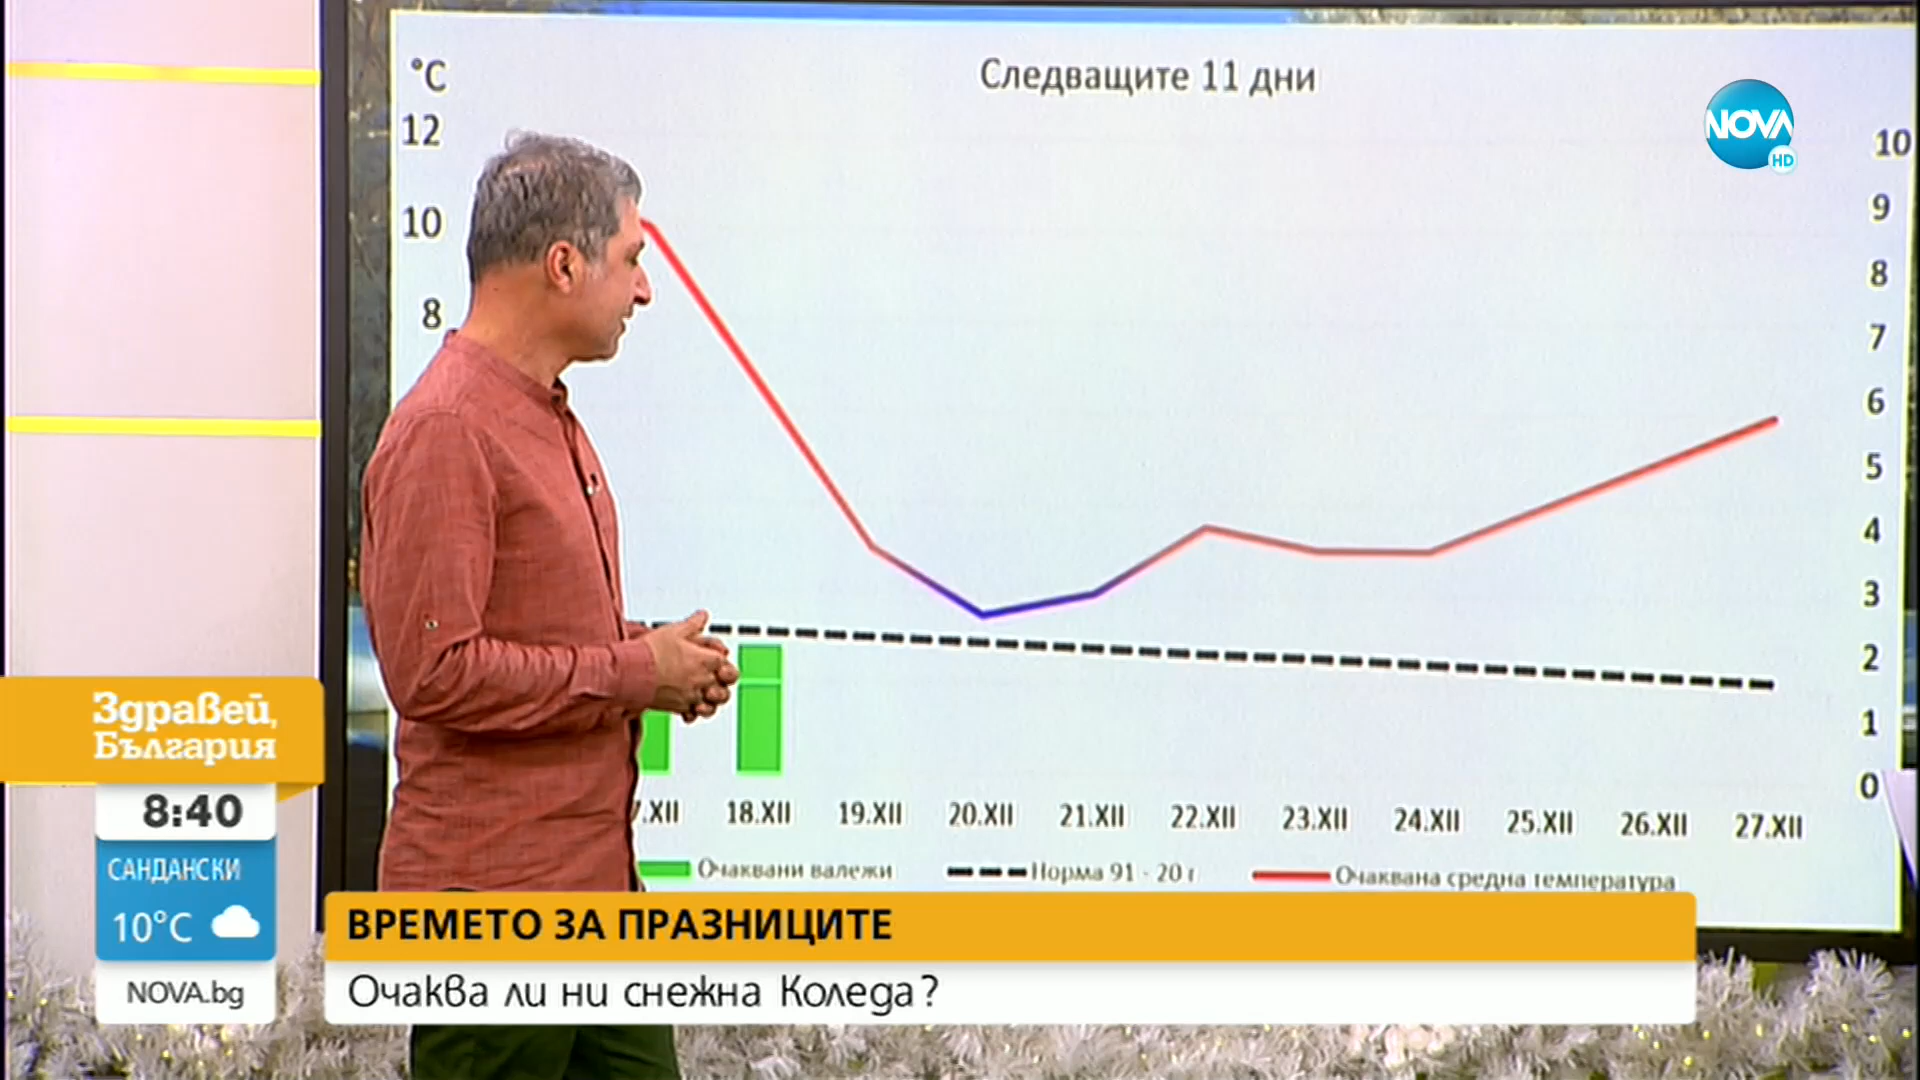 °C
Следващите 11 дни
NOVA
HD
12
10
8
10
9
8
7
6
5
4
3
2
1
0
.XII
18.XII
19.XII
20.XII
21.XII
22.XII
23.XII
24.XII
25.XII
26.XII
27.XII
Очаквани валежи
Норма 91 - 20 г
Очаквана средна температура
Здравей,
България
8:40
САНДАНСКИ
10°C
NOVA.bg
ВРЕМЕТО ЗА ПРАЗНИЦИТЕ
Очаква ли ни снежна Коледа?